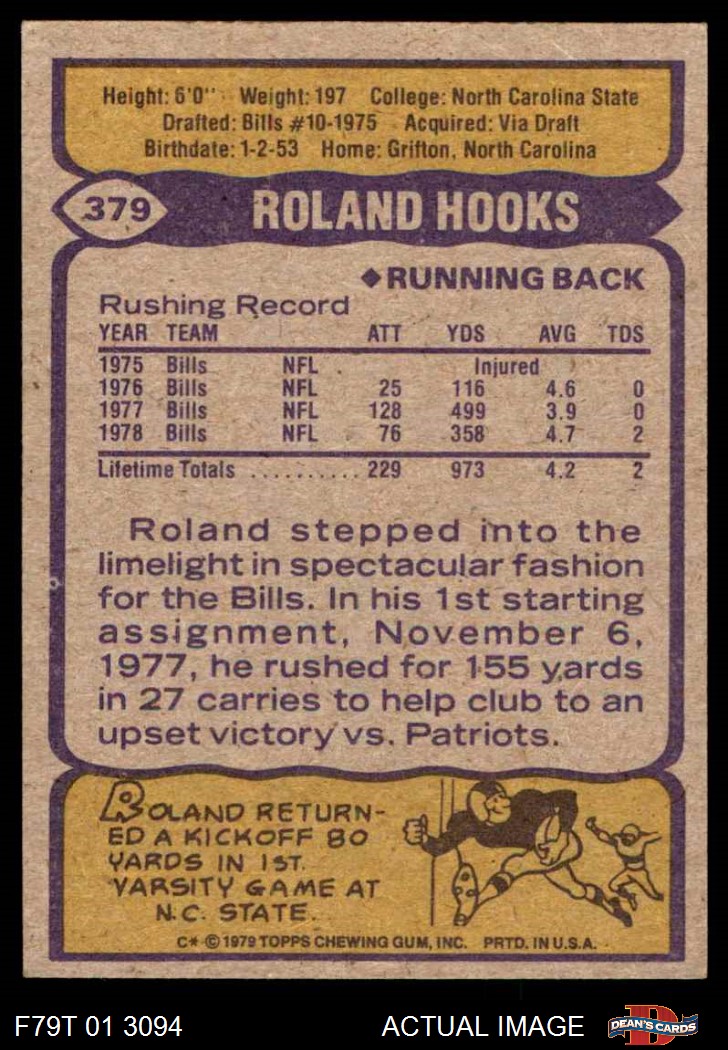 Height: 6'0" Weight: 197 College: North Carolina State
Drafted: Bills #10-1975 Acquired: Via Draft
Birthdate: 1-2-53 Home: Grifton, North Carolina
379 ROLAND HOOKS
◆RUNNING BACK
Rushing Record
YEAR TEAM ATT YDS AVG TDS
1975 Bills NFL Injured
1976 Bills NFL 25 116 4.6 0
1977 Bills NFL 128 499 3.9 0
1978 Bills NFL 76 358 4.7 2
Lifetime Totals .......... 229 973 4.2 2
Roland stepped into the
limelight in spectacular fashion
for the Bills. In his 1st starting
assignment, November 6,
1977, he rushed for 155 yards
in 27 carries to help club to an
upset victory vs. Patriots.
ROLAND RETURN-
ED A KICKOFF 80
YARDS IN 1ST.
VARSITY GAME AT
N.C. STATE.
C* © 1979 TOPPS CHEWING GUM, INC. PRTD. IN U.S.A.
F79T 01 3094 ACTUAL IMAGE D DEAN'S CARDS